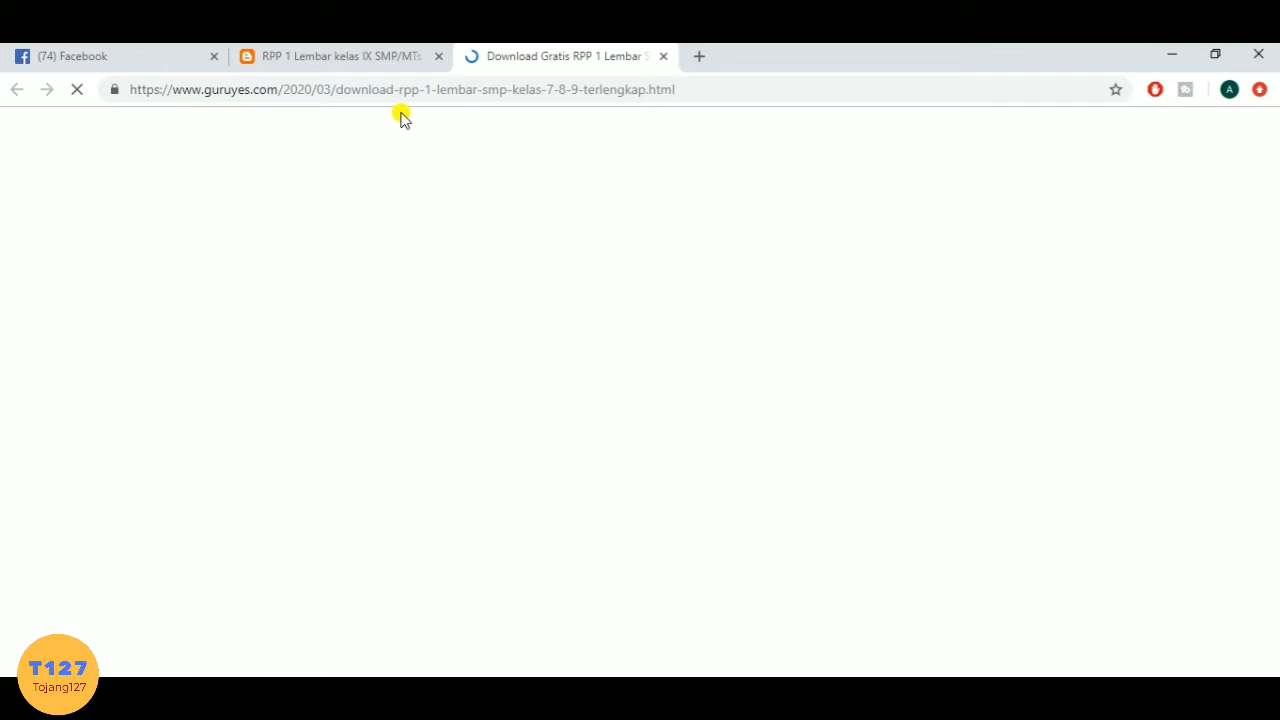 (74) Facebook
RPP 1 Lembar kelas IX SMP/MTs
Download Gratis RPP 1 Lembar S
https://www.guruyes.com/2020/03/download-rpp-1-lembar-smp-kelas-7-8-9-terlengkap.html
A
T127
Tojang127